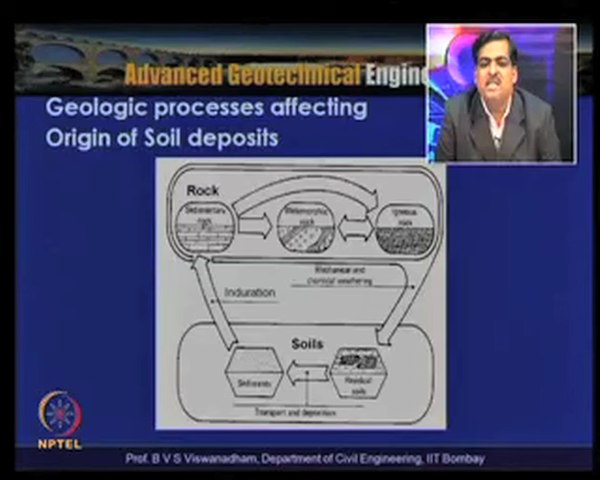 Advanced Geotechnical Engine
Geologic processes affecting
Origin of Soil deposits
Rock
Sedimentary
rock
Metamorphic
rock
Igneous
rock
Mechanical and
chemical weathering
Induration
Soils
Sediments
Residual
soils
Transport and deposition
NPTEL
Prof. B V S Viswanadham, Department of Civil Engineering, IIT Bombay